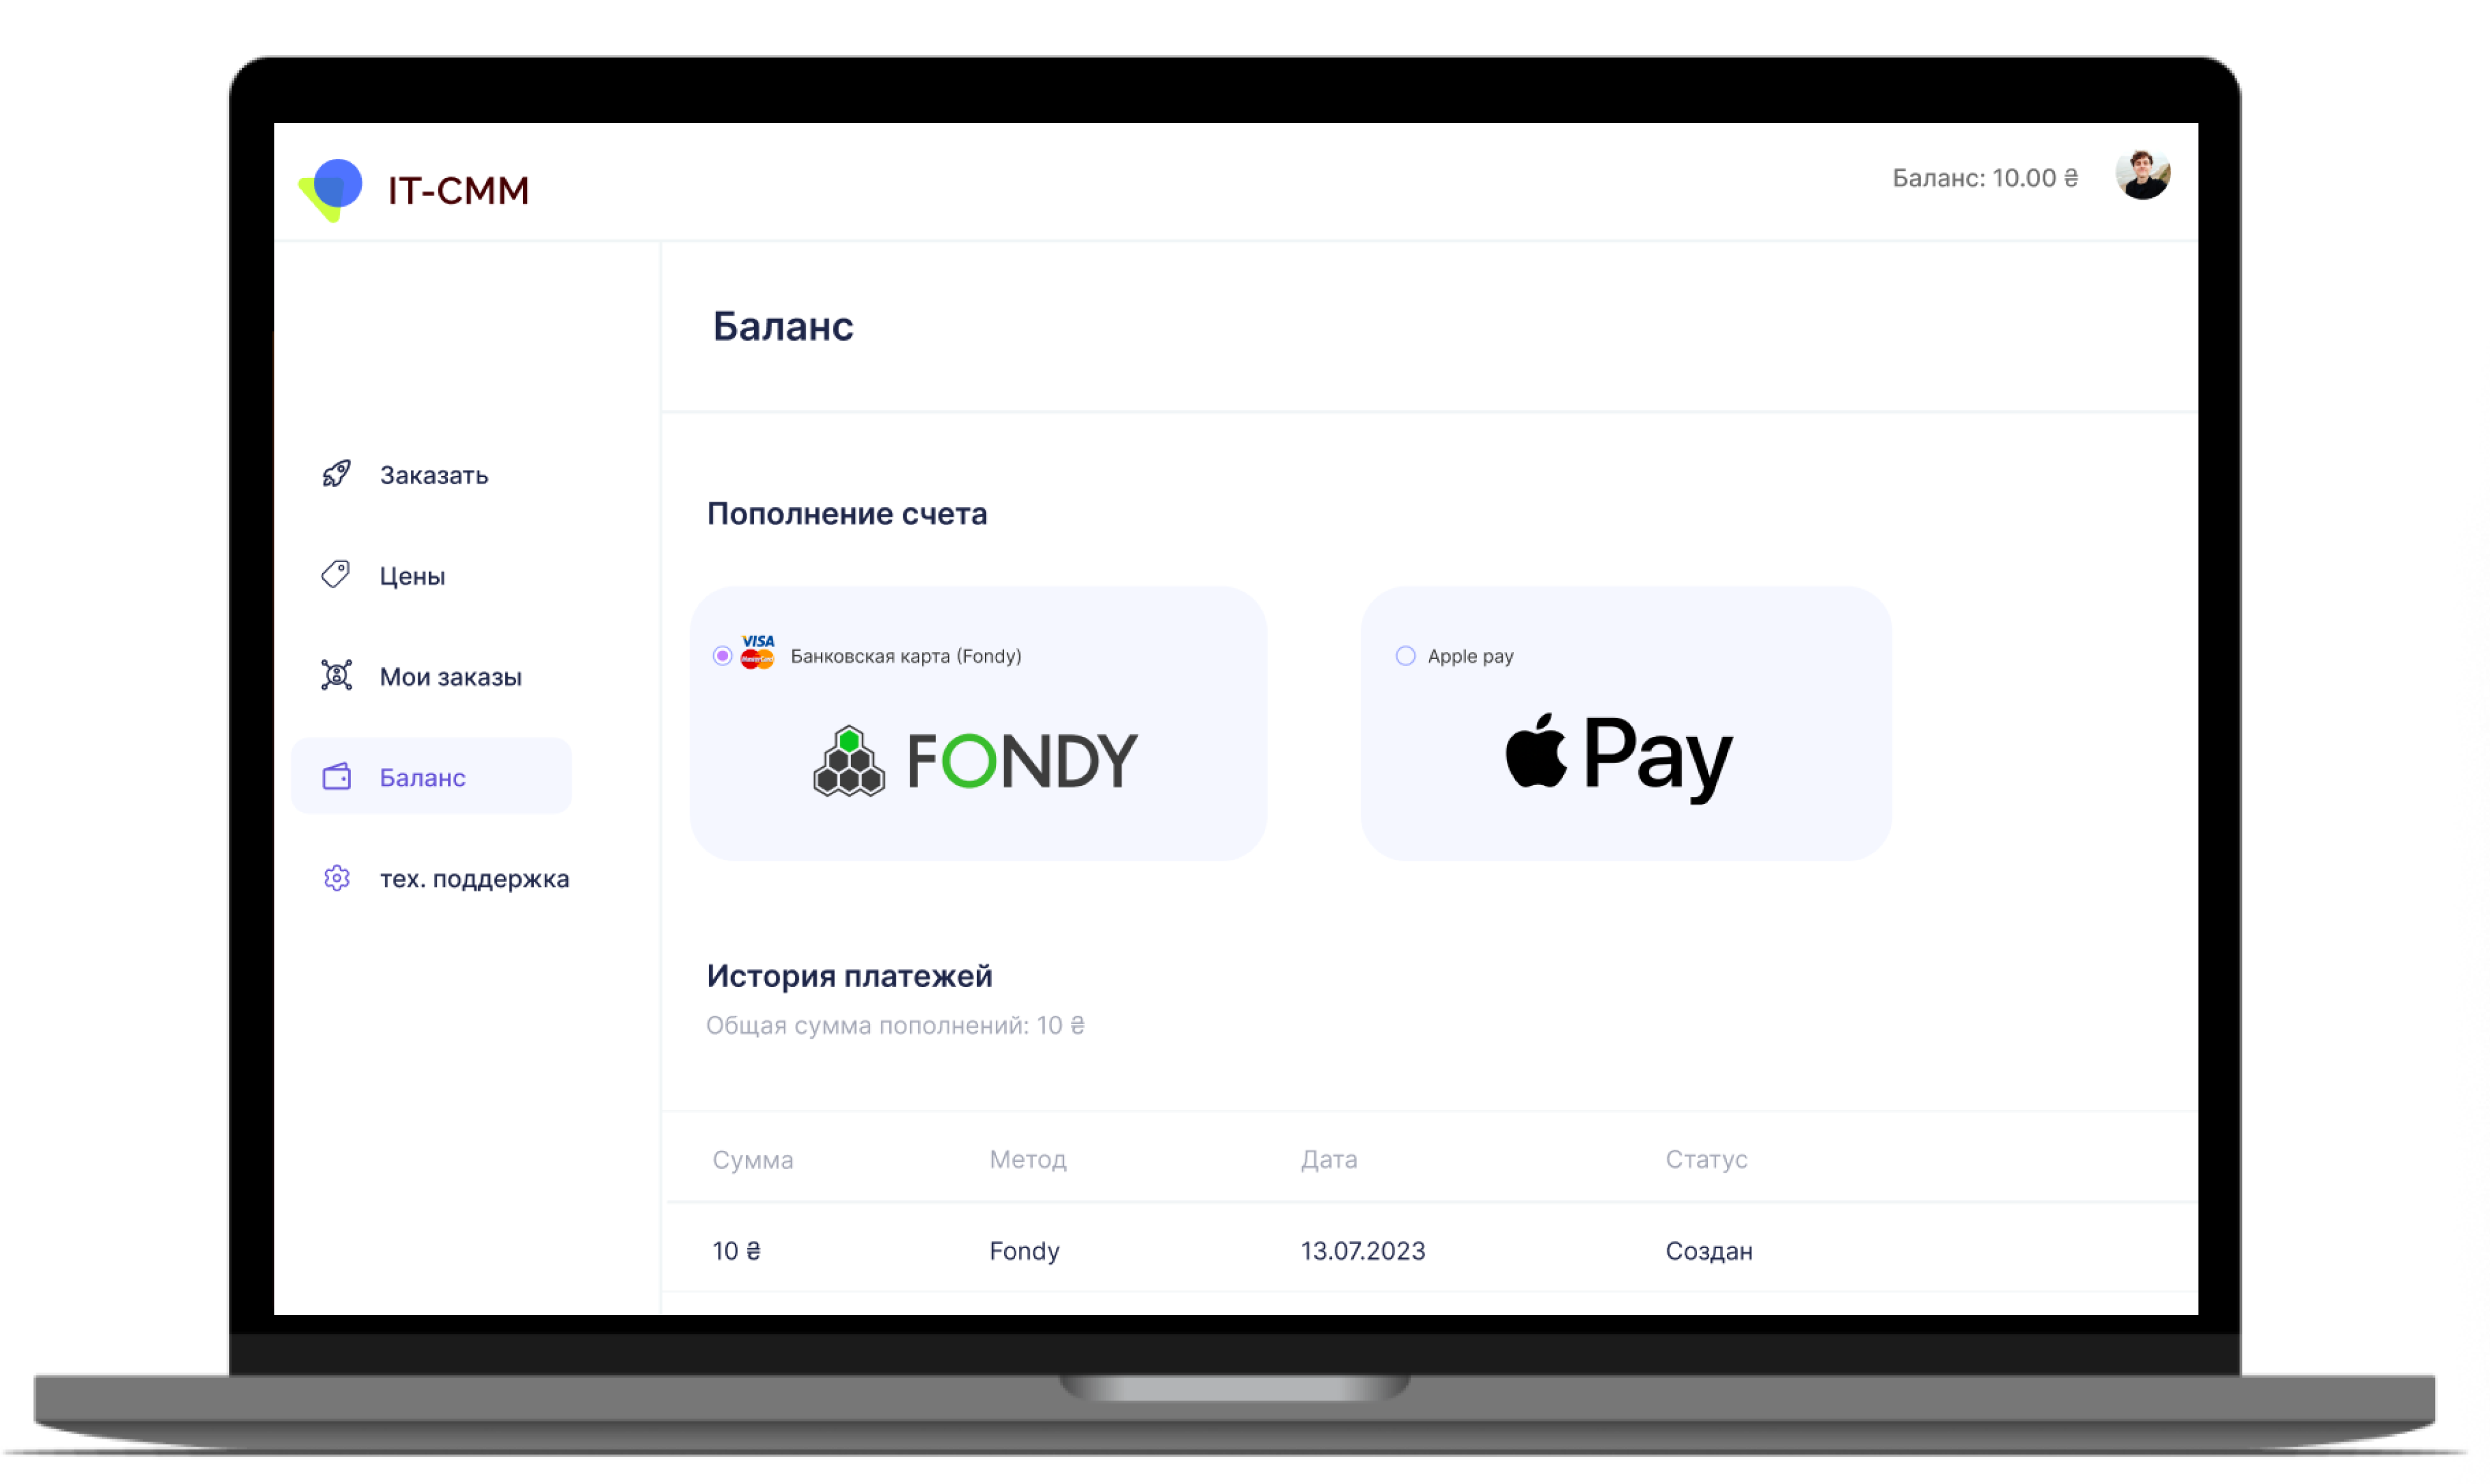 IT-СММ
Баланс: 10.00 ₴
Баланс
Заказать
Цены
Мои заказы
Баланс
тех. поддержка
Пополнение счета
VISA
MasterCard
Банковская карта (Fondy)
FONDY
Apple pay
Pay
История платежей
Общая сумма пополнений: 10 ₴
Сумма Метод Дата Статус
10 ₴ Fondy 13.07.2023 Создан